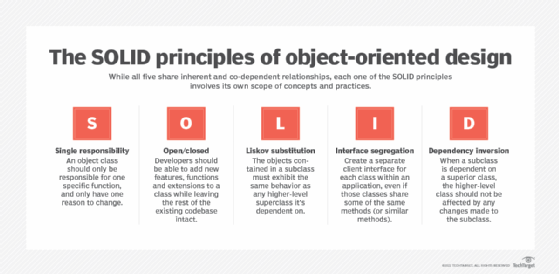 The SOLID principles of object-oriented design
While all five share inherent and co-dependent relationships, each one of the SOLID principles
involves its own scope of concepts and practices.
S
Single responsibility
An object class
should only be
responsible for one
specific function,
and only have one
reason to change.
O
Open/closed
Developers should
be able to add new
features, functions
and extensions to a
class while leaving
the rest of the
existing codebase
intact.
L
Liskov substitution
The objects con-
tained in a subclass
must exhibit the
same behavior as
any higher-level
superclass it's
dependent on.
I
Interface segregation
Create a separate
client interface for
each class within an
application, even if
those classes share
some of the same
methods (or similar
methods).
D
Dependency inversion
When a subclass
is dependent on
a superior class,
the higher-level
class should not be
affected by any
changes made to
the subclass.
TECHTARGET. ALL RIGHTS RESERVED
TechTarget